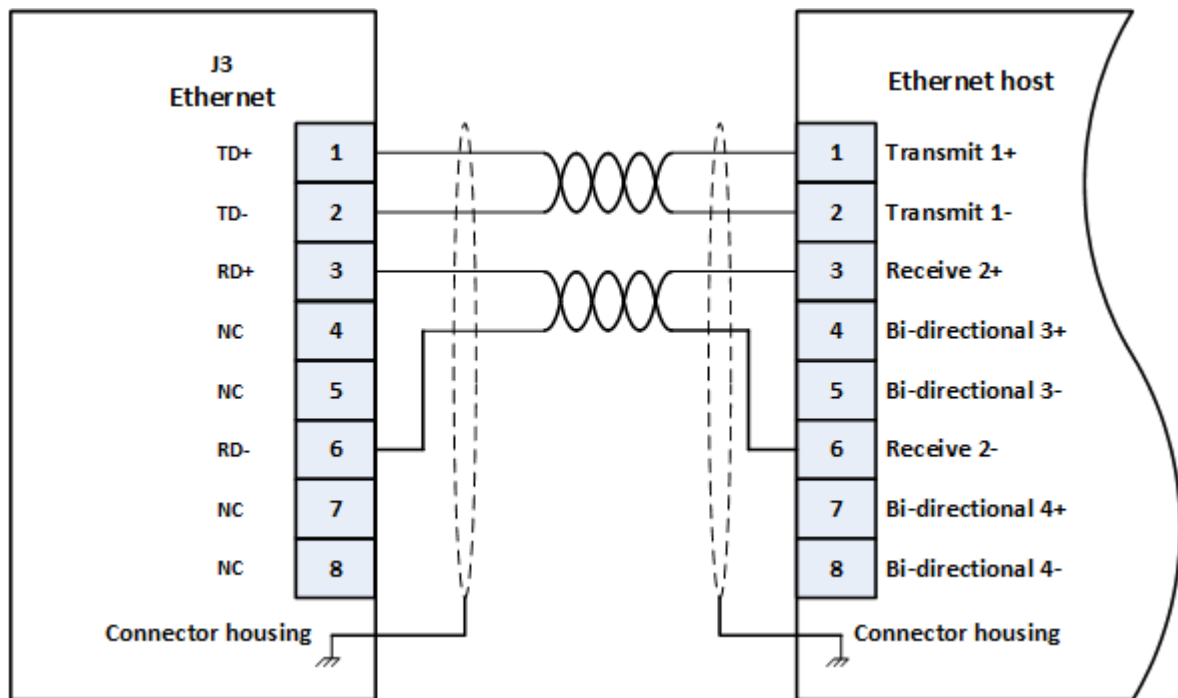 J3
Ethernet
Ethernet host
TD+ 1 1 Transmit 1+
TD- 2 2 Transmit 1-
RD+ 3 3 Receive 2+
NC 4 4 Bi-directional 3+
NC 5 5 Bi-directional 3-
RD- 6 6 Receive 2-
NC 7 7 Bi-directional 4+
NC 8 8 Bi-directional 4-
Connector housing Connector housing